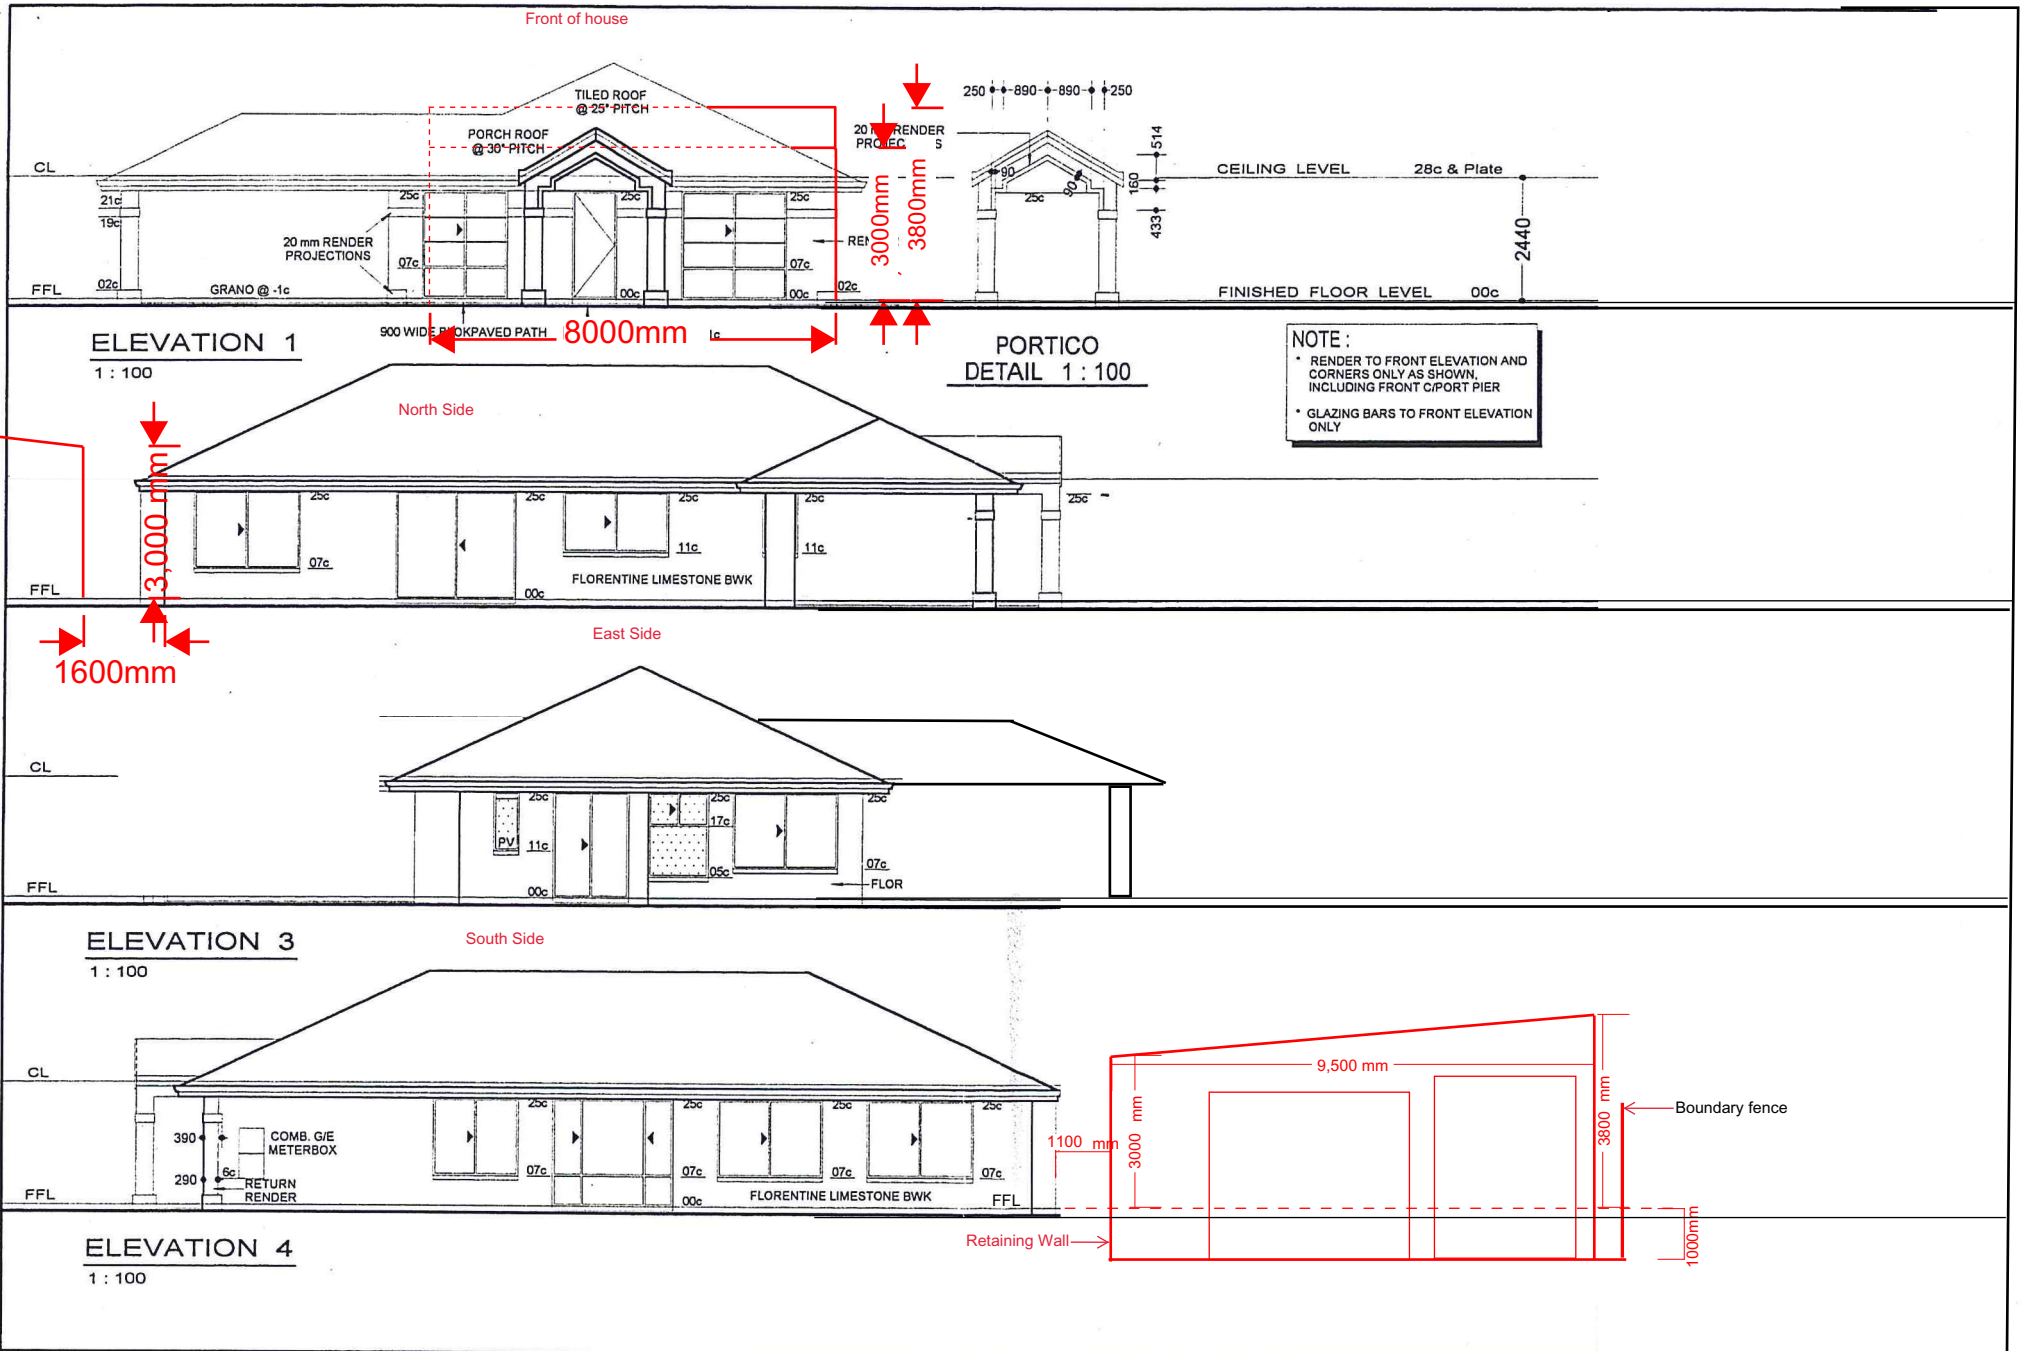 Front of house
TILED ROOF
@ 25° PITCH
PORCH ROOF
@ 30° PITCH
CL
21c
19c
20 mm RENDER
PROJECTIONS
02c
FFL
GRANO @ -1c
25c
07c
25c
00c
25c
07c
00c
02c
3000mm
3800mm
900 WIDE
PAVED PATH
8000mm
ELEVATION 1
1 : 100
250
890
890
250
RENDER
90
90
25c
514
160
433
CEILING LEVEL
28c & Plate
2440
FINISHED FLOOR LEVEL
00c
PORTICO
DETAIL 1 : 100
NOTE :
* RENDER TO FRONT ELEVATION AND
CORNERS ONLY AS SHOWN,
INCLUDING FRONT C/PORT PIER
* GLAZING BARS TO FRONT ELEVATION
ONLY
North Side
3,000 mm
25c
07c
25c
00c
25c
11c
25c
11c
25c
FLORENTINE LIMESTONE BWK
FFL
1600mm
East Side
CL
PV
25c
11c
00c
25c
17c
05c
25c
07c
FLOR
FFL
ELEVATION 3
1 : 100
South Side
CL
390
290
COMB. G/E
METERBOX
6c
RETURN
RENDER
25c
07c
25c
07c
00c
25c
07c
25c
07c
FLORENTINE LIMESTONE BWK
FFL
FFL
1100 mm
3000 mm
9,500 mm
3800 mm
Boundary fence
1000mm
Retaining Wall
ELEVATION 4
1 : 100